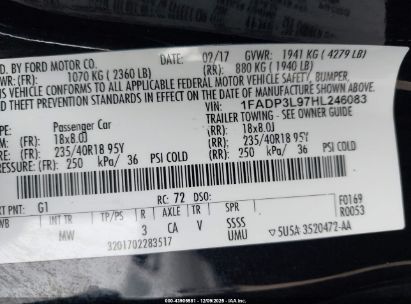 D. BY FORD MOTOR CO.
DATE: 02/17 GVWR: 1941 KG ( 4279 LB)
(FR): 1070 KG ( 2360 LB) (RR): 880 KG ( 1940 LB)
CONFORMS TO ALL APPLICABLE FEDERAL MOTOR VEHICLE SAFETY, BUMPER,
THEFT PREVENTION STANDARDS IN EFFECT ON THE DATE OF MANUFACTURE SHOWN ABOVE.
VIN: 1FADP3L97HL246083
Passenger Car TRAILER TOWING - SEE OWNER GUIDE
(FR): 18x8.0J (RR): 18x8.0J
(FR): 235/40R18 95Y (RR): 235/40R18 95Y
PRESSURE: (FR): 250 kPa/ 36 PSI COLD (RR): 250 kPa/ 36 PSI COLD
RC: 72 DSO:
PNT: G1
WB INT TR TP/PS R AXLE TR SPR F0169
R0053
MW 3 CA V SSSS
UMU
3201702283517 5U5A 3520472-AA